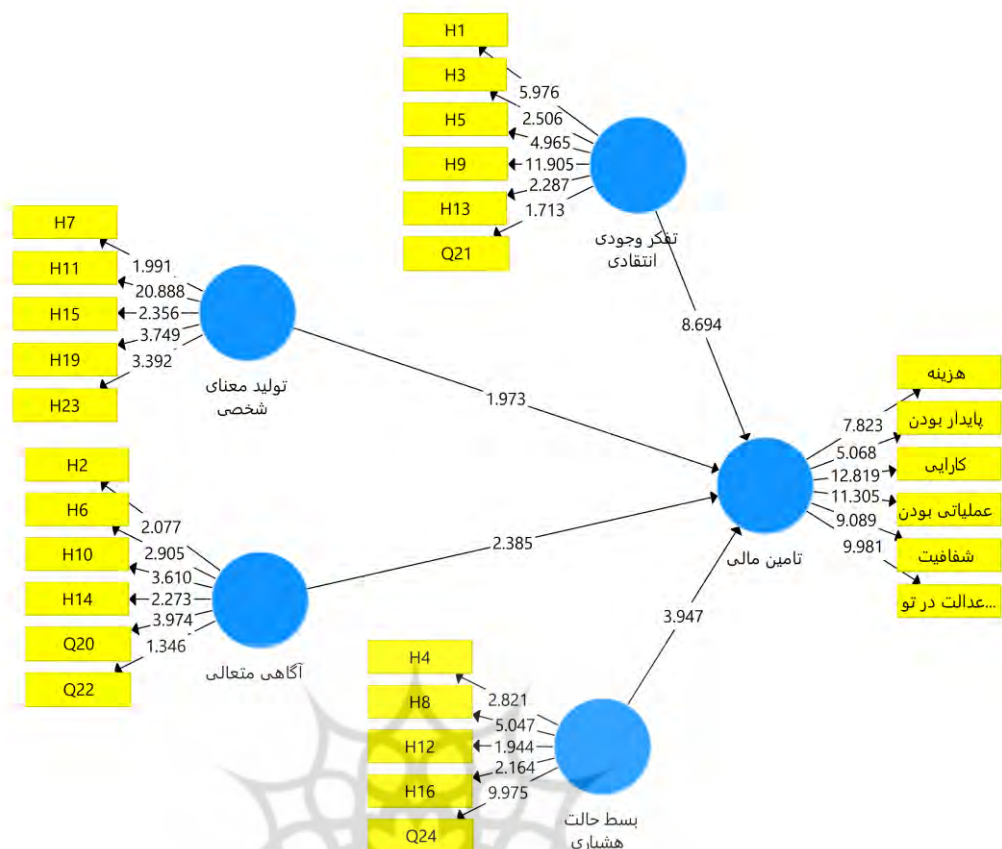 H1
H3
H5
H9
H13
Q21
5.976
2.506
4.965
11.905
2.287
1.713
تفکر وجودی
انتقادی
8.694
H7
H11
H15
H19
H23
1.991
20.888
2.356
3.749
3.392
تولید معنای
شخصی
1.973
H2
H6
H10
H14
Q20
Q22
2.077
2.905
3.610
2.273
3.974
1.346
آگاهی متعالی
2.385
H4
H8
H12
H16
Q24
2.821
5.047
1.944
2.164
9.975
بسط حالت
هشیاری
3.947
تامین مالی
7.823
5.068
12.819
11.305
9.089
9.981
هزینه
پایدار بودن
کارایی
عملیاتی بودن
شفافیت
عدالت در تو...